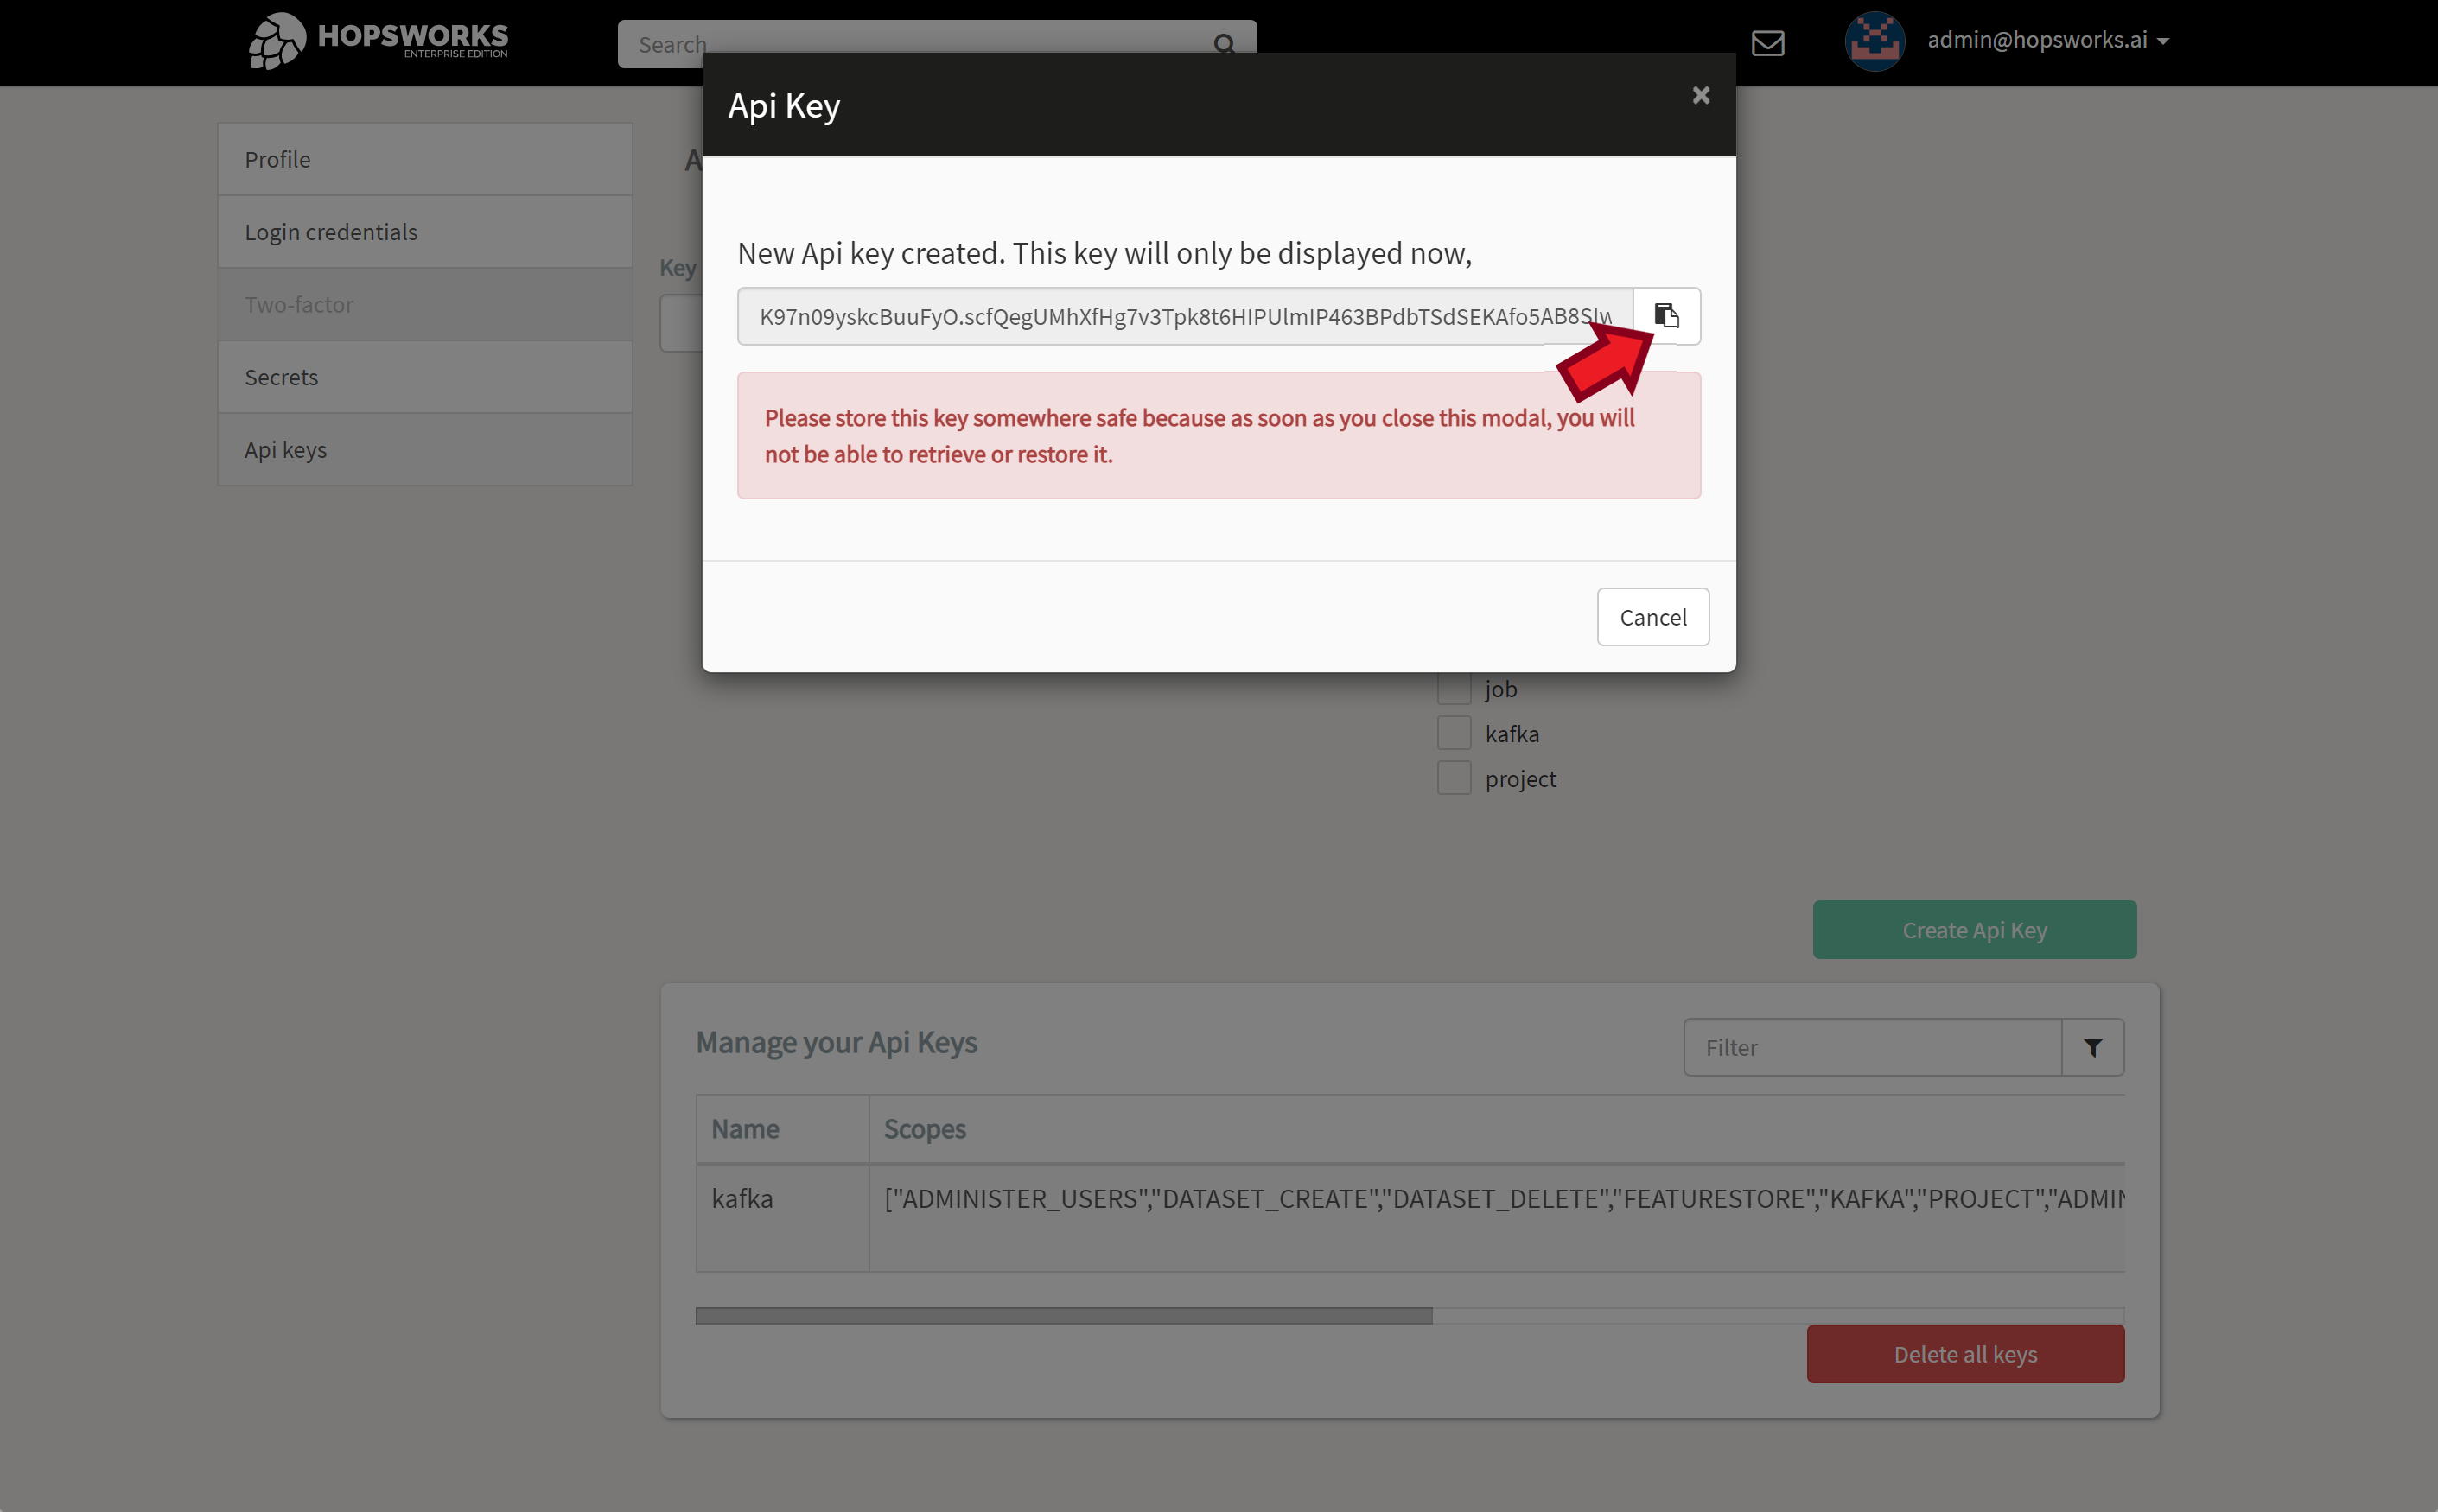 HOPSWORKS
ENTERPRISE EDITION
Search
admin@hopsworks.ai
Api Key
Profile
Login credentials
Two-factor
Secrets
Api keys
Key
New Api key created. This key will only be displayed now,
K97n09yskcBuuFyO.scfQegUMhXfHg7v3Tpk8t6HIPUlmIP463BPdbTSdSEKAfo5AB8SIw
Please store this key somewhere safe because as soon as you close this modal, you will
not be able to retrieve or restore it.
Cancel
job
kafka
project
Create Api Key
Manage your Api Keys
Filter
Name Scopes
kafka ["ADMINISTER_USERS","DATASET_CREATE","DATASET_DELETE","FEATURESTORE","KAFKA","PROJECT","ADMIN
Delete all keys